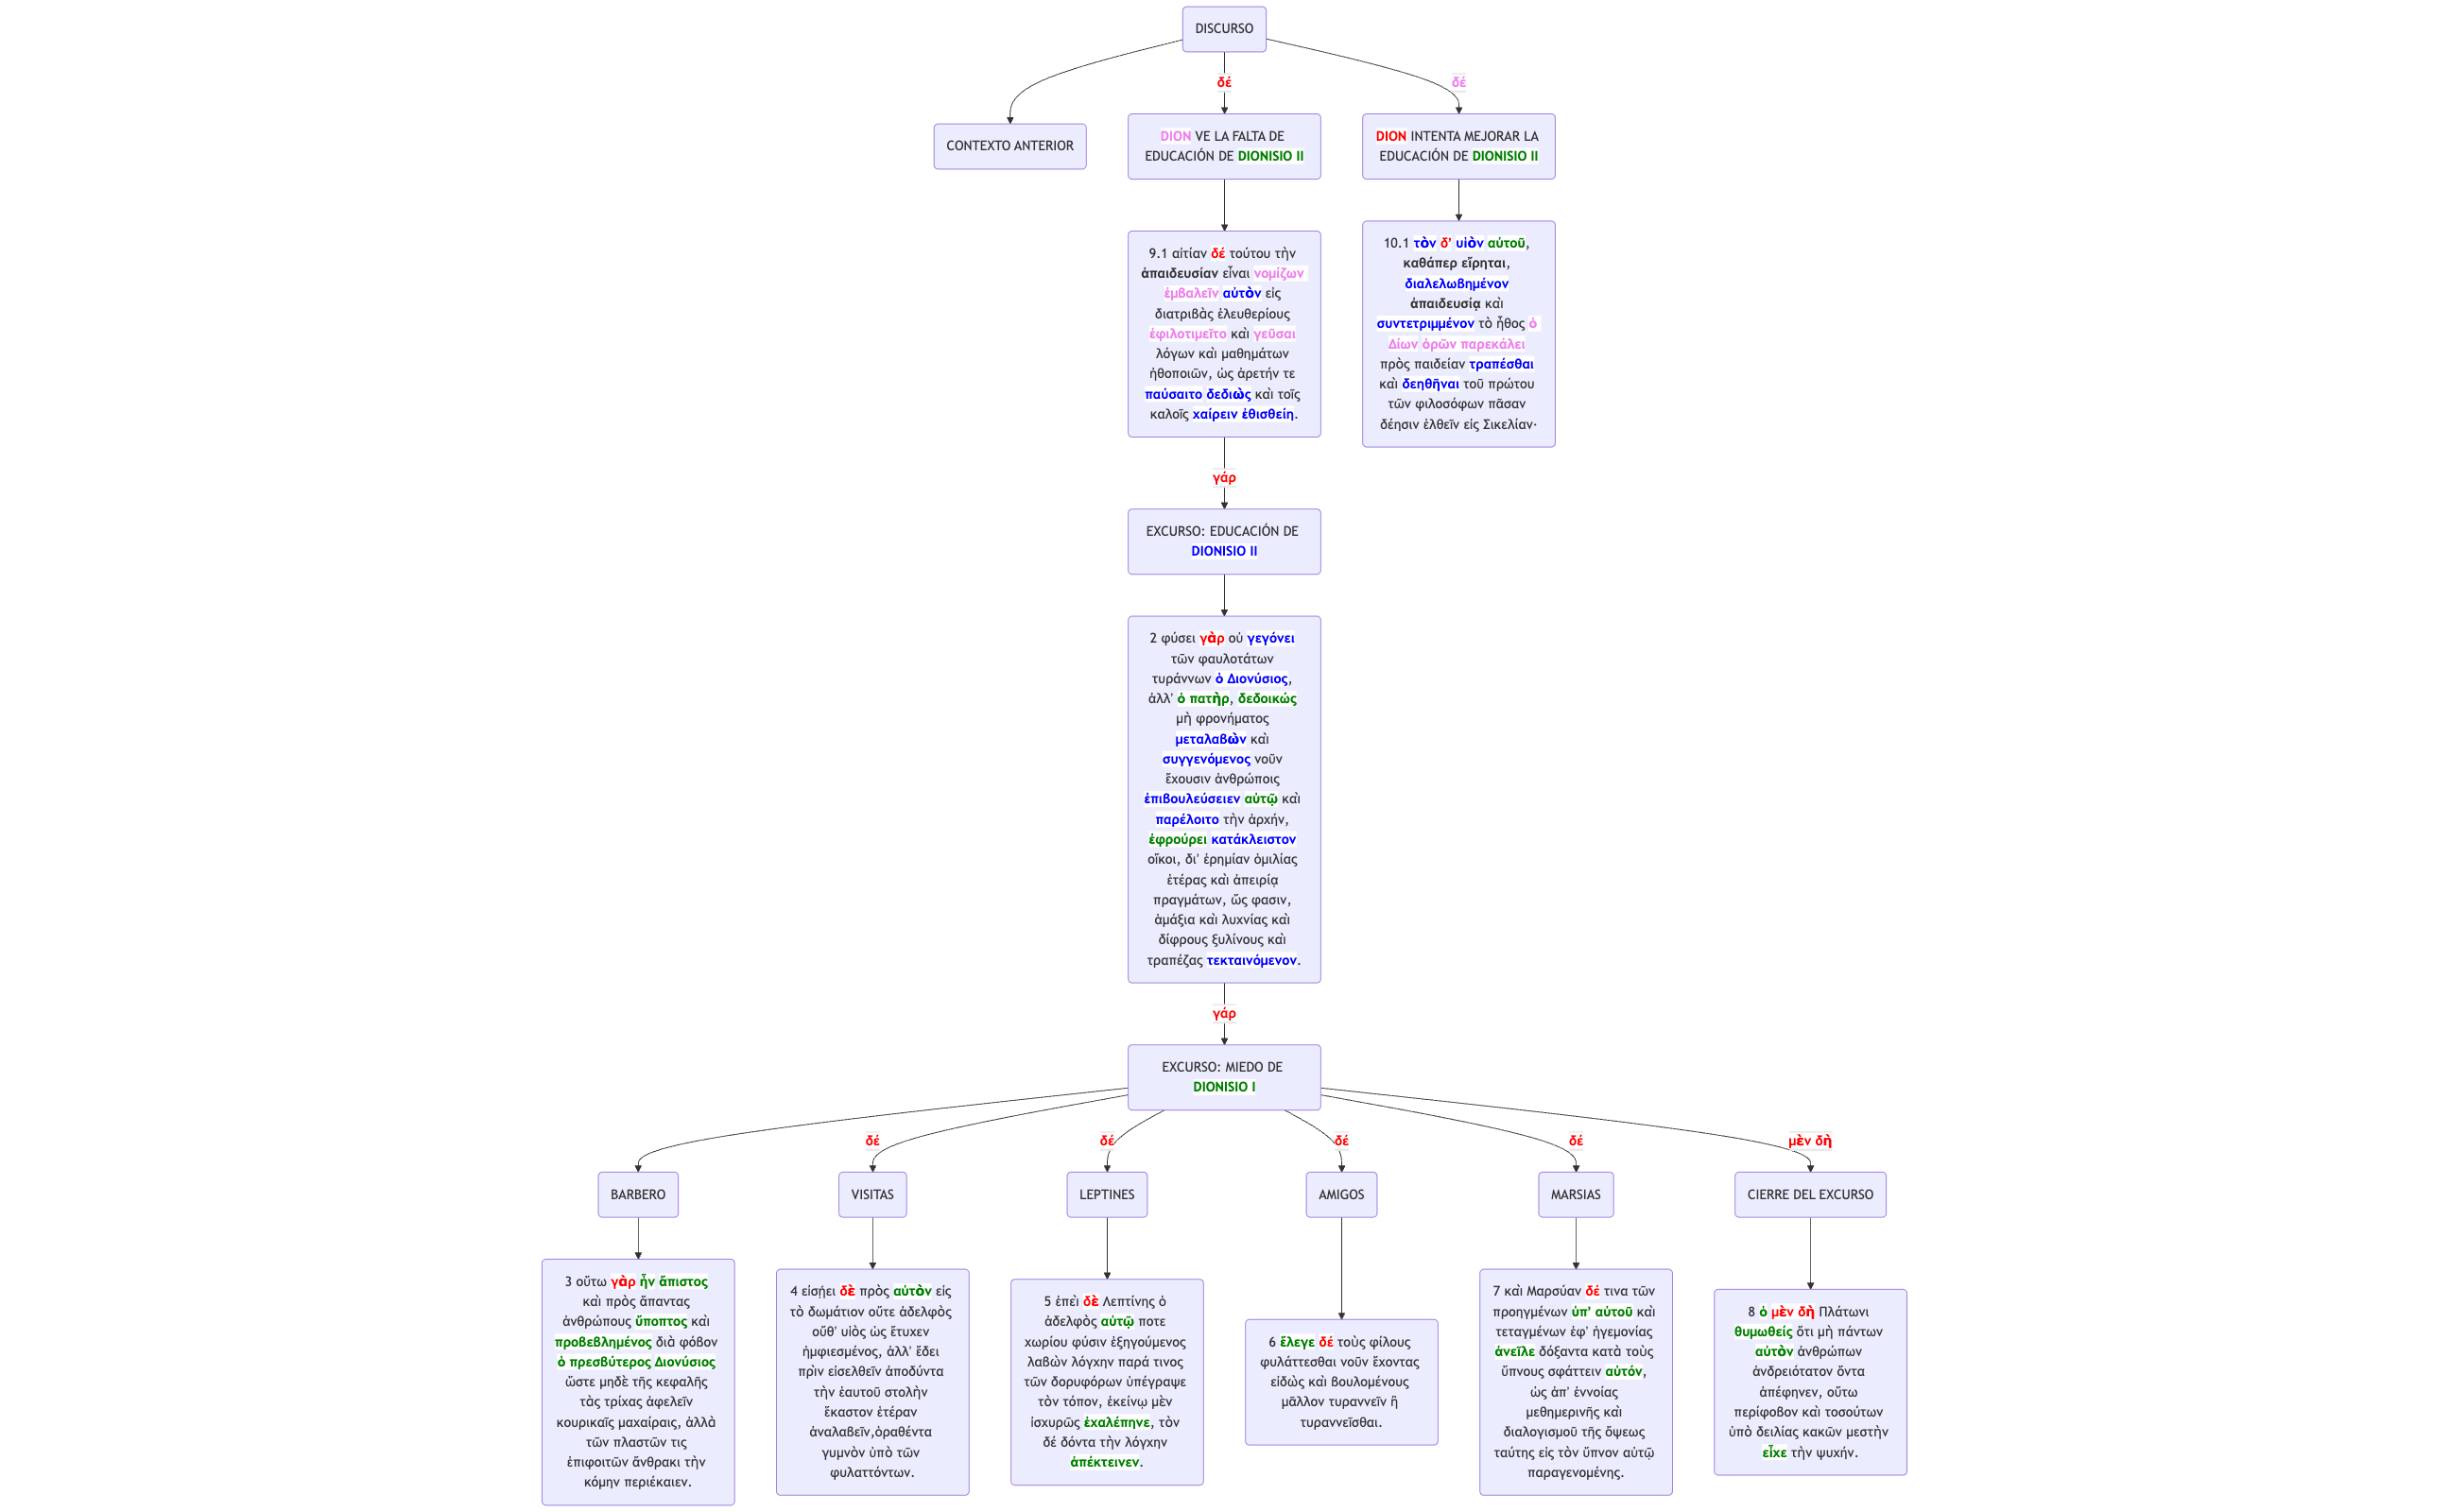 DISCURSO
δέ
δέ
CONTEXTO ANTERIOR
DION VE LA FALTA DE
EDUCACIÓN DE DIONISIO II
DION INTENTA MEJORAR LA
EDUCACIÓN DE DIONISIO II
9.1 αἰτίαν δέ τούτου τὴν
ἀπαιδευσίαν εἶναι νομίζων
ἐμβαλεῖν αὐτὸν εἰς
διατριβὰς ἐλευθερίους
ἐφιλοτιμεῖτο καὶ γεῦσαι
λόγων καὶ μαθημάτων
ἠθοποιῶν, ὡς ἀρετήν τε
παύσαιτο δεδιὼς καὶ τοῖς
καλοῖς χαίρειν ἐθισθείη.
10.1 τὸν δ’ υἱὸν αὐτοῦ,
καθάπερ εἴρηται,
διαλελωβημένον
ἀπαιδευσίᾳ καὶ
συντετριμμένον τὸ ἦθος ὁ
Δίων ὁρῶν παρεκάλει
πρὸς παιδείαν τραπέσθαι
καὶ δεηθῆναι τοῦ πρώτου
τῶν φιλοσόφων πᾶσαν
δέησιν ἐλθεῖν εἰς Σικελίαν·
γάρ
EXCURSO: EDUCACIÓN DE
DIONISIO II
2 φύσει γὰρ οὐ γεγόνει
τῶν φαυλοτάτων
τυράννων ὁ Διονύσιος,
ἀλλ' ὁ πατὴρ, δεδοικώς
μὴ φρονήματος
μεταλαβὼν καὶ
συγγενόμενος νοῦν
ἔχουσιν ἀνθρώποις
ἐπιβουλεύσειεν αὐτῷ καὶ
παρέλοιτο τὴν ἀρχήν,
ἐφρούρει κατάκλειστον
οἴκοι, δι' ἐρημίαν ὁμιλίας
ἑτέρας καὶ ἀπειρίᾳ
πραγμάτων, ὥς φασιν,
ἁμάξια καὶ λυχνίας καὶ
δίφρους ξυλίνους καὶ
τραπέζας τεκταινόμενον.
γάρ
EXCURSO: MIEDO DE
DIONISIO I
δέ
δέ
δέ
δέ
μὲν δὴ
BARBERO
VISITAS
LEPTINES
AMIGOS
MARSIAS
CIERRE DEL EXCURSO
3 οὕτω γὰρ ἦν ἄπιστος
καὶ πρὸς ἅπαντας
ἀνθρώπους ὕποπτος καὶ
προβεβλημένος διὰ φόβον
ὁ πρεσβύτερος Διονύσιος
ὥστε μηδὲ τῆς κεφαλῆς
τὰς τρίχας ἀφελεῖν
κουρικαῖς μαχαίραις, ἀλλὰ
τῶν πλαστῶν τις
ἐπιφοιτῶν ἄνθρακι τὴν
κόμην περιέκαιεν.
4 εἰσῄει δὲ πρὸς αὐτὸν εἰς
τὸ δωμάτιον οὔτε ἀδελφὸς
οὔθ' υἱὸς ὡς ἔτυχεν
ἠμφιεσμένος, ἀλλ' ἔδει
πρὶν εἰσελθεῖν ἀποδύντα
τὴν ἑαυτοῦ στολὴν
ἕκαστον ἑτέραν
ἀναλαβεῖν,ὁραθέντα
γυμνὸν ὑπὸ τῶν
φυλαττόντων.
5 ἐπεὶ δὲ Λεπτίνης ὁ
ἀδελφὸς αὐτῷ ποτε
χωρίου φύσιν ἐξηγούμενος
λαβὼν λόγχην παρά τινος
τῶν δορυφόρων ὑπέγραψε
τὸν τόπον, ἐκείνῳ μὲν
ἰσχυρῶς ἐχαλέπηνε, τὸν
δέ δόντα τὴν λόγχην
ἀπέκτεινεν.
6 ἔλεγε δέ τοὺς φίλους
φυλάττεσθαι νοῦν ἔχοντας
εἰδὼς καὶ βουλομένους
μᾶλλον τυραννεῖν ἢ
τυραννεῖσθαι.
7 καὶ Μαρσύαν δέ τινα τῶν
προηγμένων ὑπ’ αὐτοῦ καὶ
τεταγμένων ἐφ' ἡγεμονίας
ἀνεῖλε δόξαντα κατὰ τοὺς
ὕπνους σφάττειν αὐτόν,
ὡς ἀπ' ἐννοίας
μεθημερινῆς καὶ
διαλογισμοῦ τῆς ὄψεως
ταύτης εἰς τὸν ὕπνον αὐτῷ
παραγενομένης.
8 ὁ μὲν δὴ Πλάτωνι
θυμωθείς ὅτι μὴ πάντων
αὐτὸν ἀνθρώπων
ἀνδρειότατον ὄντα
ἀπέφηνεν, οὕτω
περίφοβον καὶ τοσούτων
ὑπὸ δειλίας κακῶν μεστὴν
εἶχε τὴν ψυχήν.